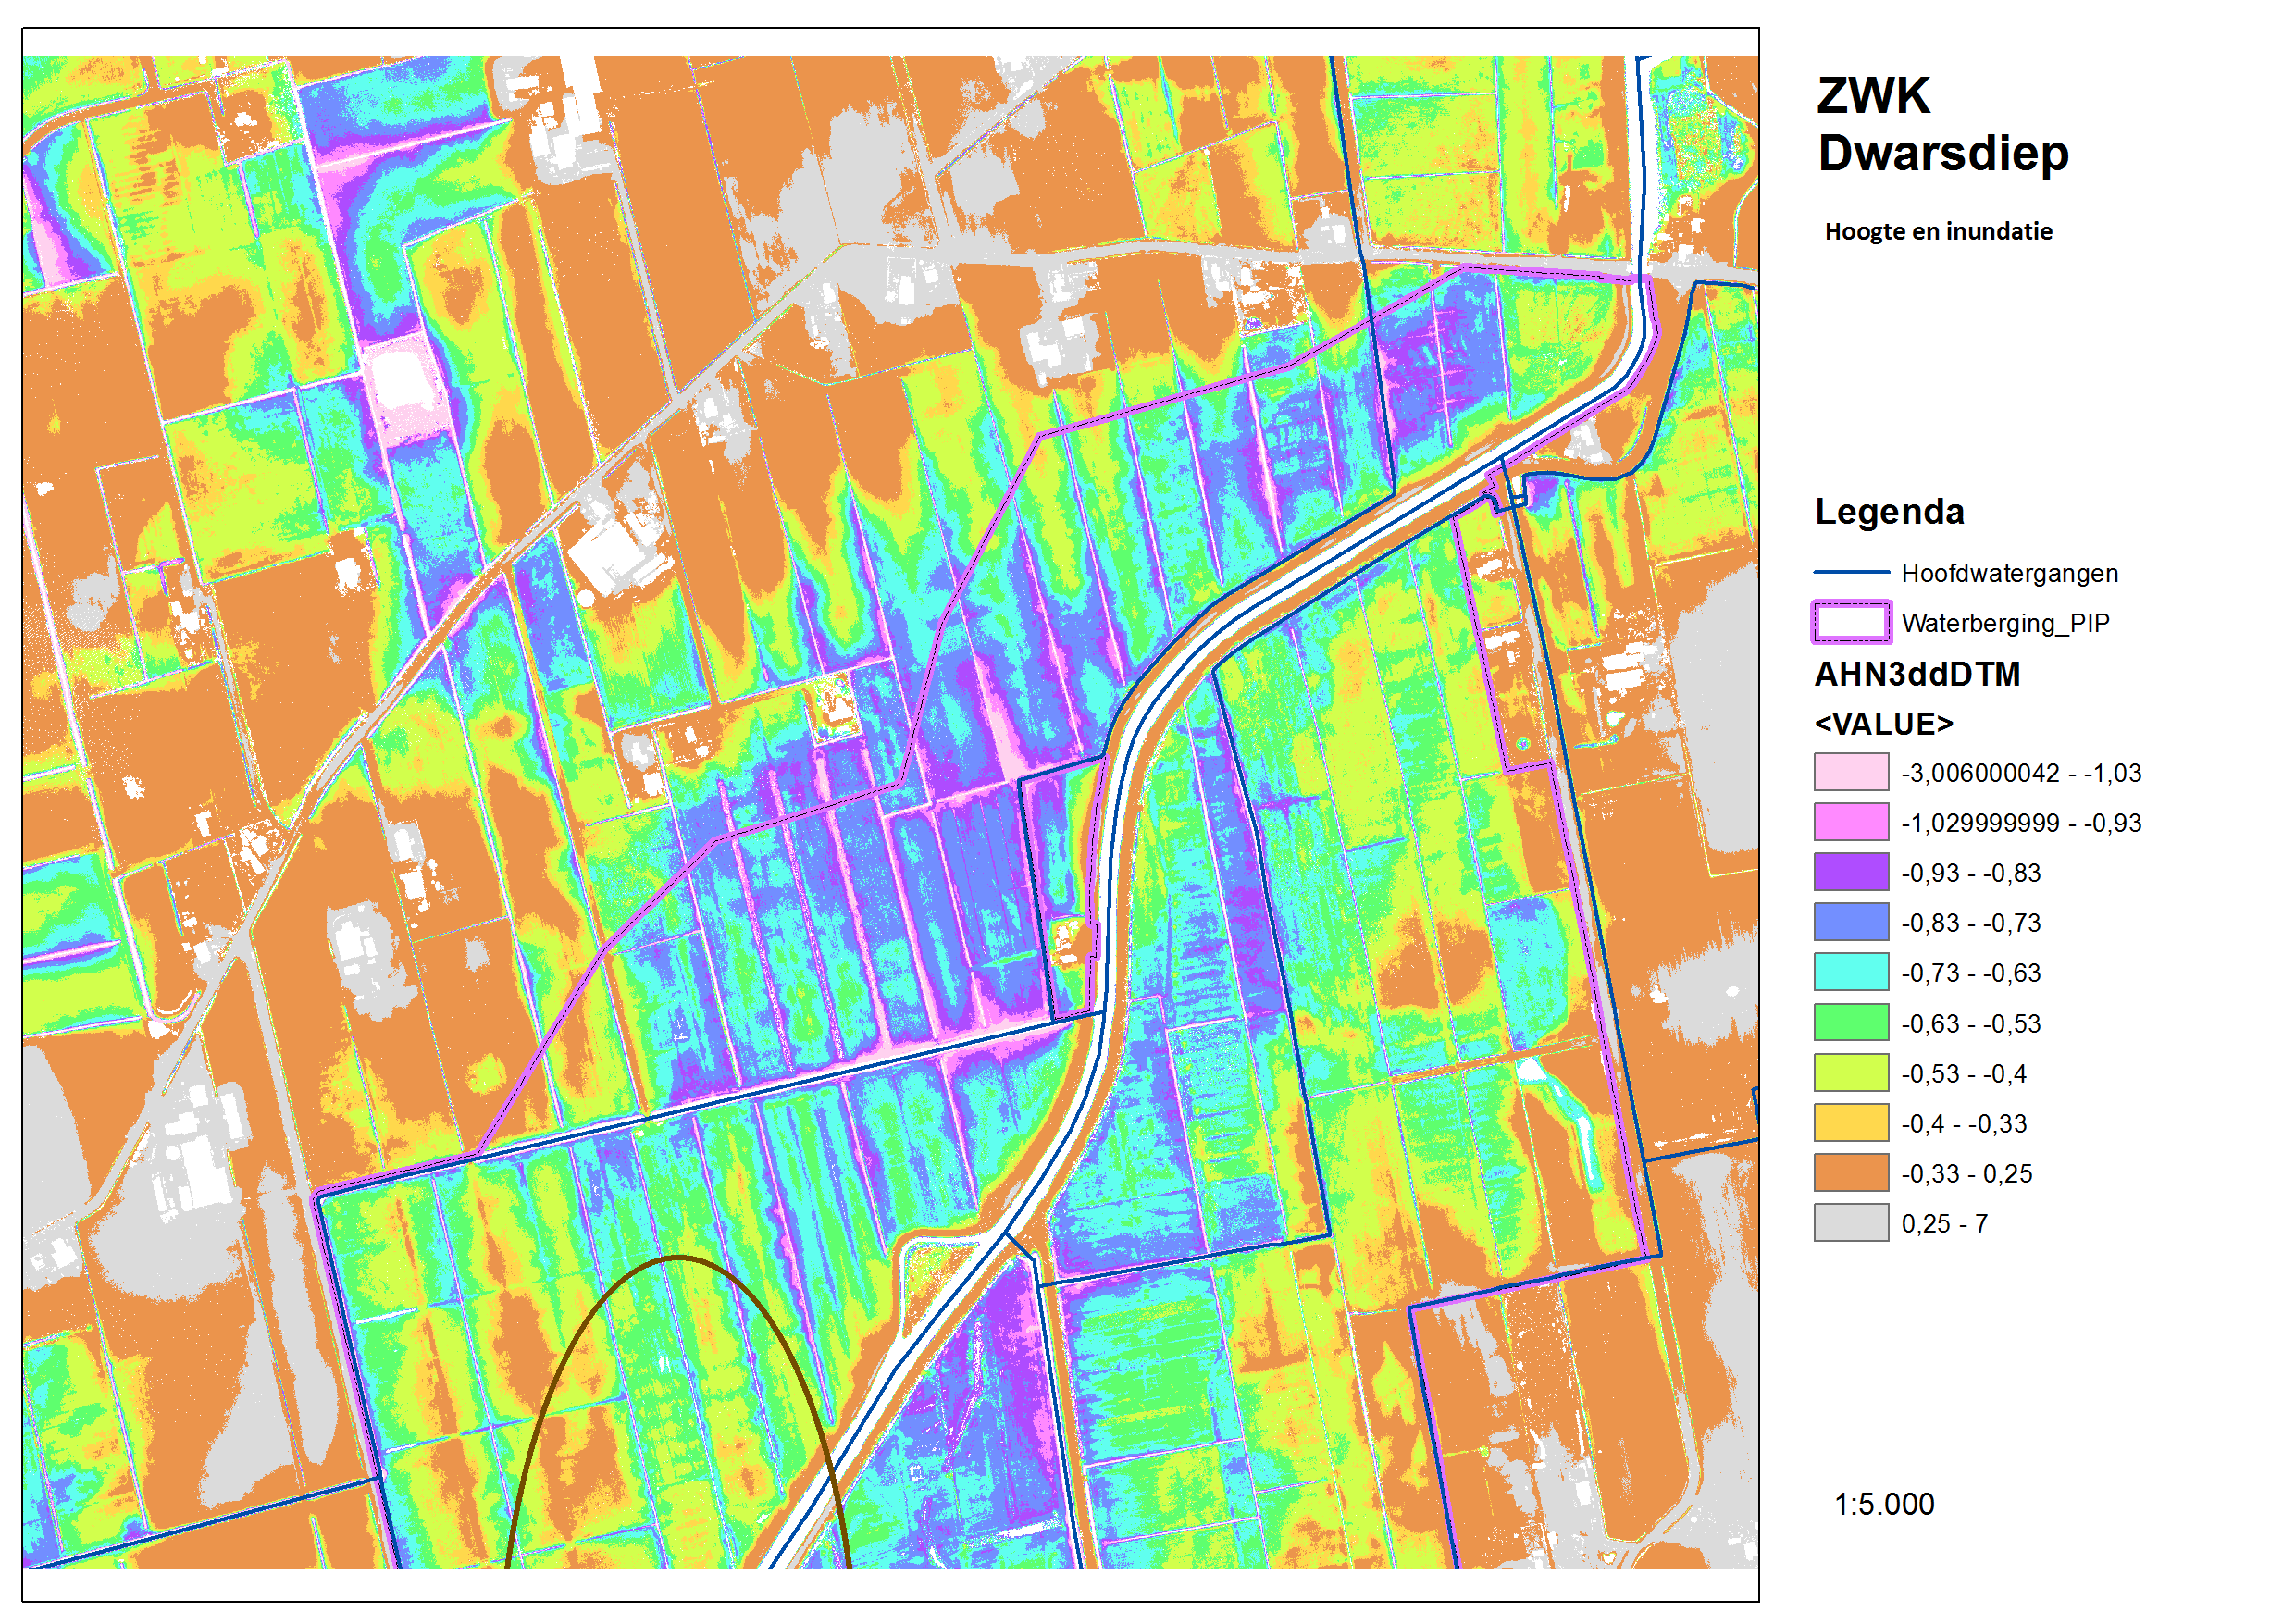 ZWK
Dwarsdiep
Hoogte en inundatie
Legenda
Hoofdwatergangen
Waterberging_PIP
AHN3ddDTM
<VALUE>
-3,006000042 - -1,03
-1,029999999 - -0,93
-0,93 - -0,83
-0,83 - -0,73
-0,73 - -0,63
-0,63 - -0,53
-0,53 - -0,4
-0,4 - -0,33
-0,33 - 0,25
0,25 - 7
1:5.000